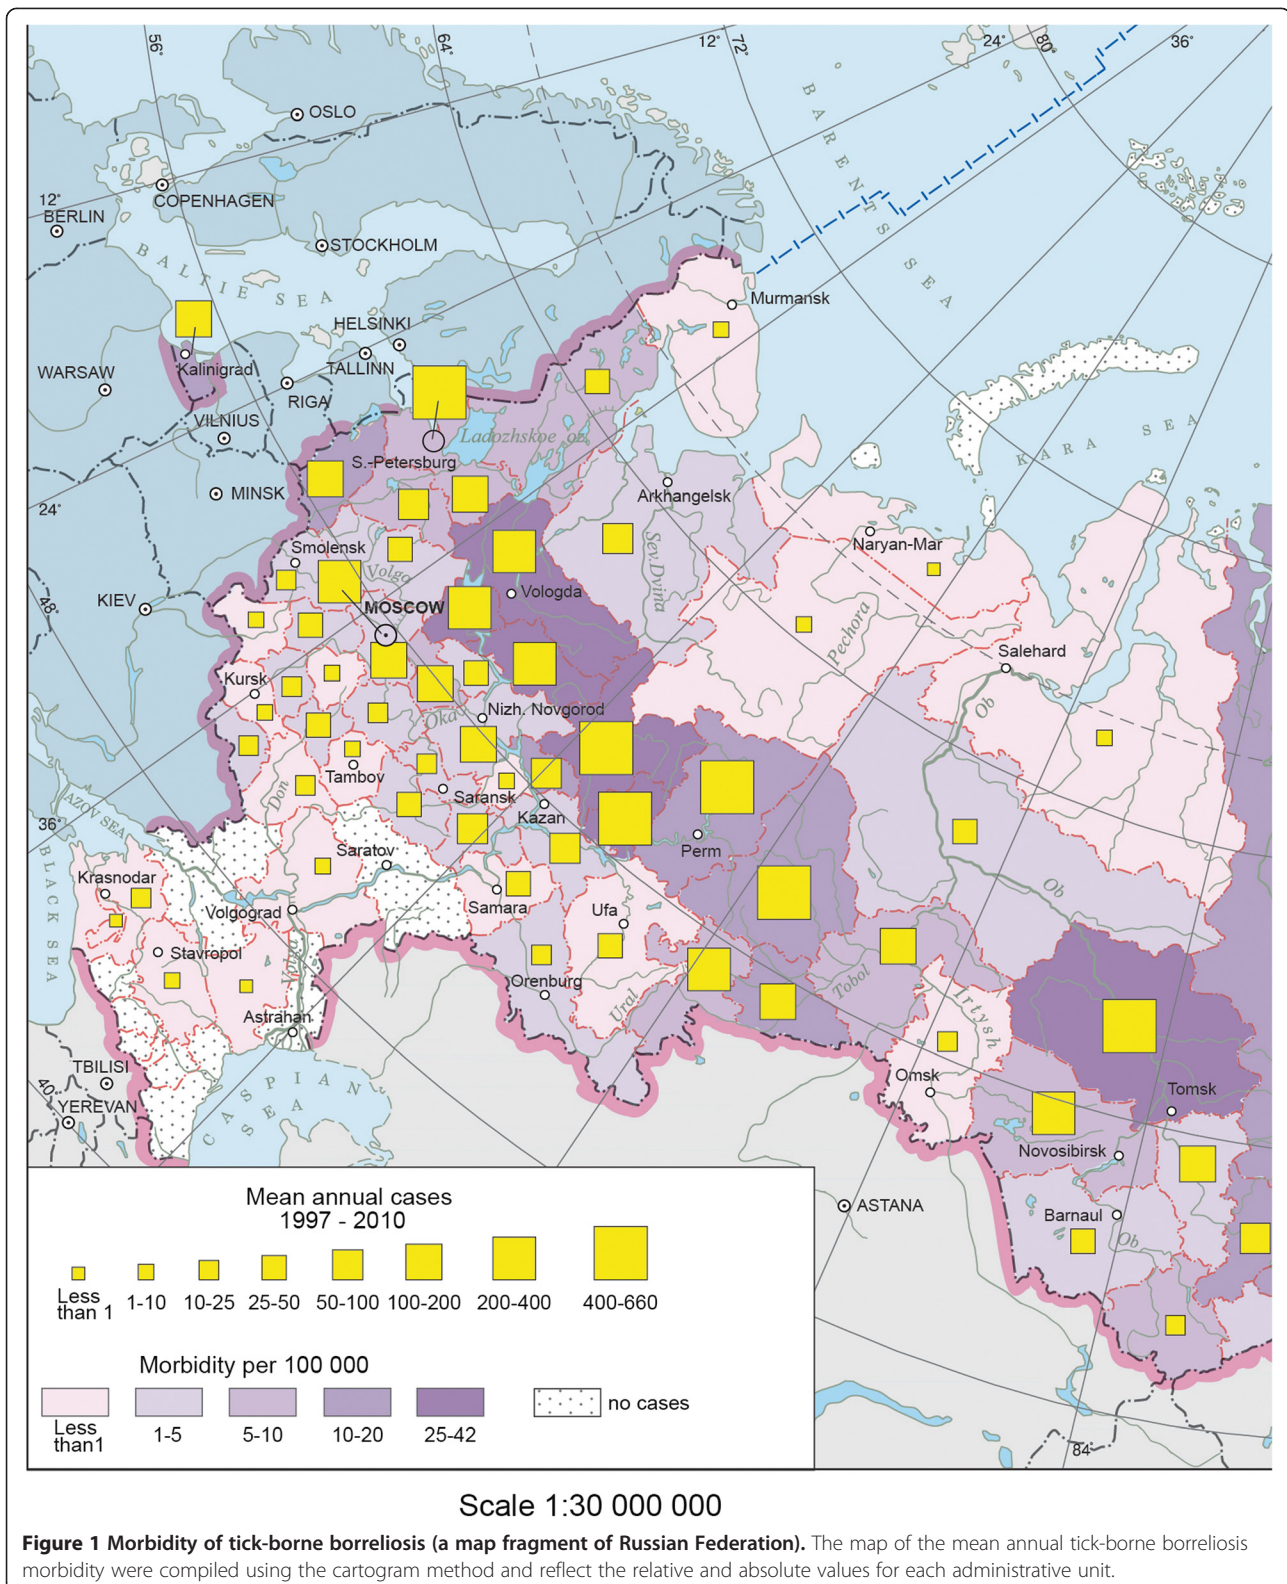 56°
64°
12°
72°
24°
80°
36°
OSLO
BARENTS SEA
COPENHAGEN
12°
BERLIN
STOCKHOLM
BALTIE SEA
Murmansk
HELSINKI
Kalinigrad
TALLINN
WARSAW
RIGA
VILNIUS
KARA SEA
Ladozhskoe oz.
S.-Petersburg
MINSK
Arkhangelsk
24°
Naryan-Mar
Smolensk
Volga
Sev.Dvina
Vologda
KIEV
48°
MOSCOW
Pechora
Salehard
Kursk
Ob
Oka
Nizh. Novgorod
Tambov
Don
Saransk
AZOV SEA
Kazan
36°
Perm
Saratov
BLACK SEA
Krasnodar
Ob
Samara
Ufa
Volgograd
Stavropol
Volga
Orenburg
Tobol
Ural
Irtysh
Astrahan
TBILISI
Omsk
Tomsk
40°
YEREVAN
CASPIAN SEA
Novosibirsk
ASTANA
Barnaul
Ob
84°
Mean annual cases
1997 - 2010
Less
than 1
1-10
10-25
25-50
50-100
100-200
200-400
400-660
Morbidity per 100 000
Less
than1
1-5
5-10
10-20
25-42
no cases
Scale 1:30 000 000
Figure 1 Morbidity of tick-borne borreliosis (a map fragment of Russian Federation). The map of the mean annual tick-borne borreliosis
morbidity were compiled using the cartogram method and reflect the relative and absolute values for each administrative unit.